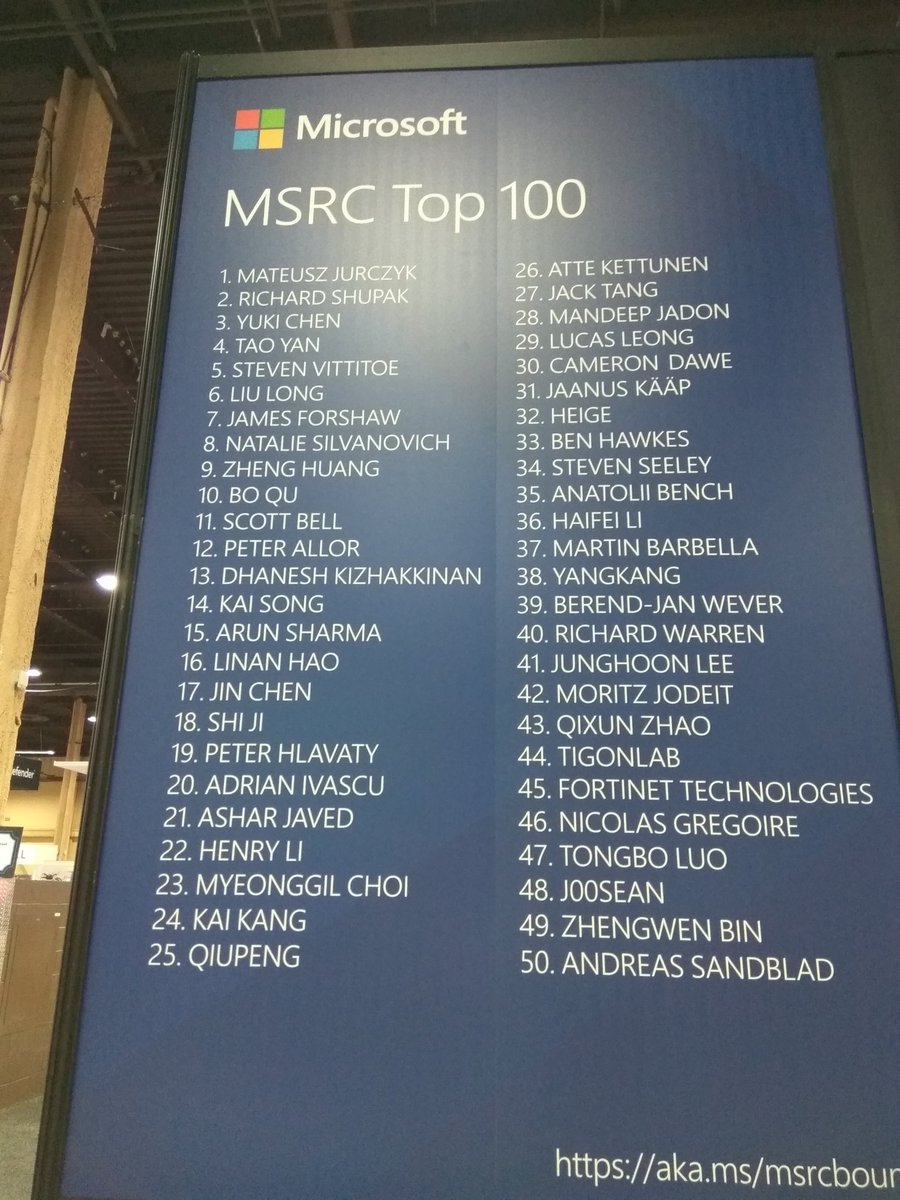 Microsoft
MSRC Top 100
1. MATEUSZ JURCZYK
2. RICHARD SHUPAK
3. YUKI CHEN
4. TAO YAN
5. STEVEN VITTITOE
6. LIU LONG
7. JAMES FORSHAW
8. NATALIE SILVANOVICH
9. ZHENG HUANG
10. BO QU
11. SCOTT BELL
12. PETER ALLOR
13. DHANESH KIZHAKKINAN
14. KAI SONG
15. ARUN SHARMA
16. LINAN HAO
17. JIN CHEN
18. SHI JI
19. PETER HLAVATY
20. ADRIAN IVASCU
21. ASHAR JAVED
22. HENRY LI
23. MYEONGGIL CHOI
24. KAI KANG
25. QIUPENG
26. ATTE KETTUNEN
27. JACK TANG
28. MANDEEP JADON
29. LUCAS LEONG
30. CAMERON DAWE
31. JAANUS KÄÄP
32. HEIGE
33. BEN HAWKES
34. STEVEN SEELEY
35. ANATOLII BENCH
36. HAIFEI LI
37. MARTIN BARBELLA
38. YANGKANG
39. BEREND-JAN WEVER
40. RICHARD WARREN
41. JUNGHOON LEE
42. MORITZ JODEIT
43. QIXUN ZHAO
44. TIGONLAB
45. FORTINET TECHNOLOGIES
46. NICOLAS GREGOIRE
47. TONGBO LUO
48. J00SEAN
49. ZHENGWEN BIN
50. ANDREAS SANDBLAD
https://aka.ms/msrcboun
efender